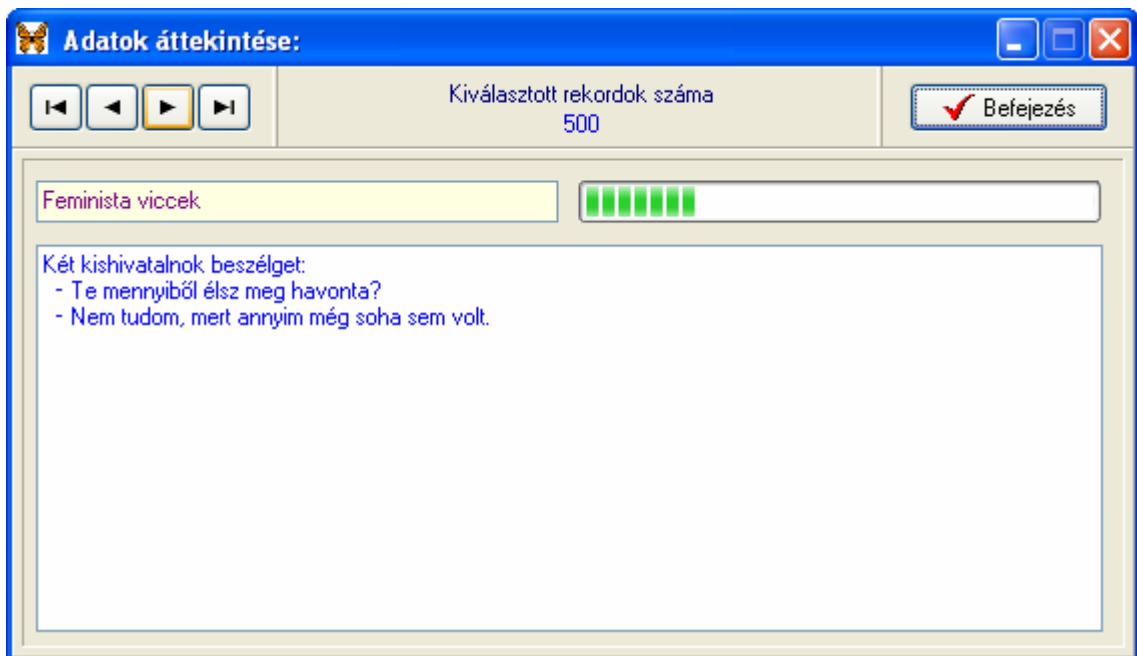 Adatok áttekintése:
Kiválasztott rekordok száma
500
Befejezés
Feminista viccek
Két kishivatalnok beszélget:
- Te mennyiből élsz meg havonta?
- Nem tudom, mert annyim még soha sem volt.